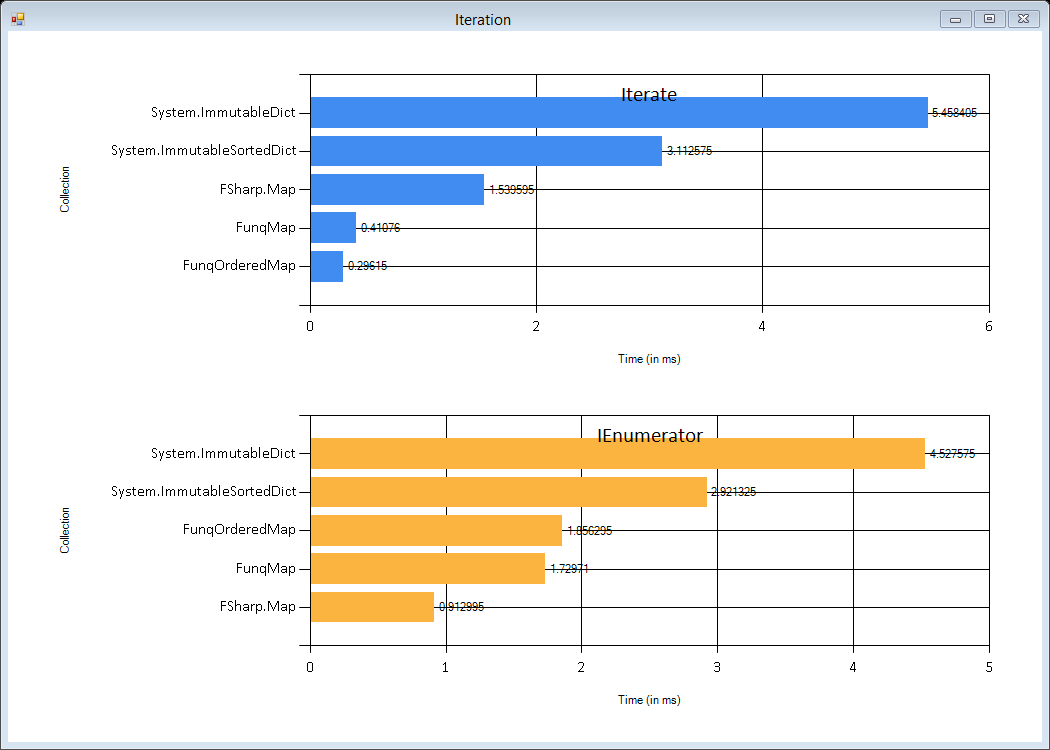 Iteration
Iterate
Collection
System.ImmutableDict
5.458405
System.ImmutableSortedDict
3.112575
FSharp.Map
1.539595
FunqMap
0.41076
FunqOrderedMap
0.29615
0 2 4 6
Time (in ms)
IEnumerator
Collection
System.ImmutableDict
4.527575
System.ImmutableSortedDict
2.921325
FunqOrderedMap
1.856295
FunqMap
1.72971
FSharp.Map
0.912995
0 1 2 3 4 5
Time (in ms)